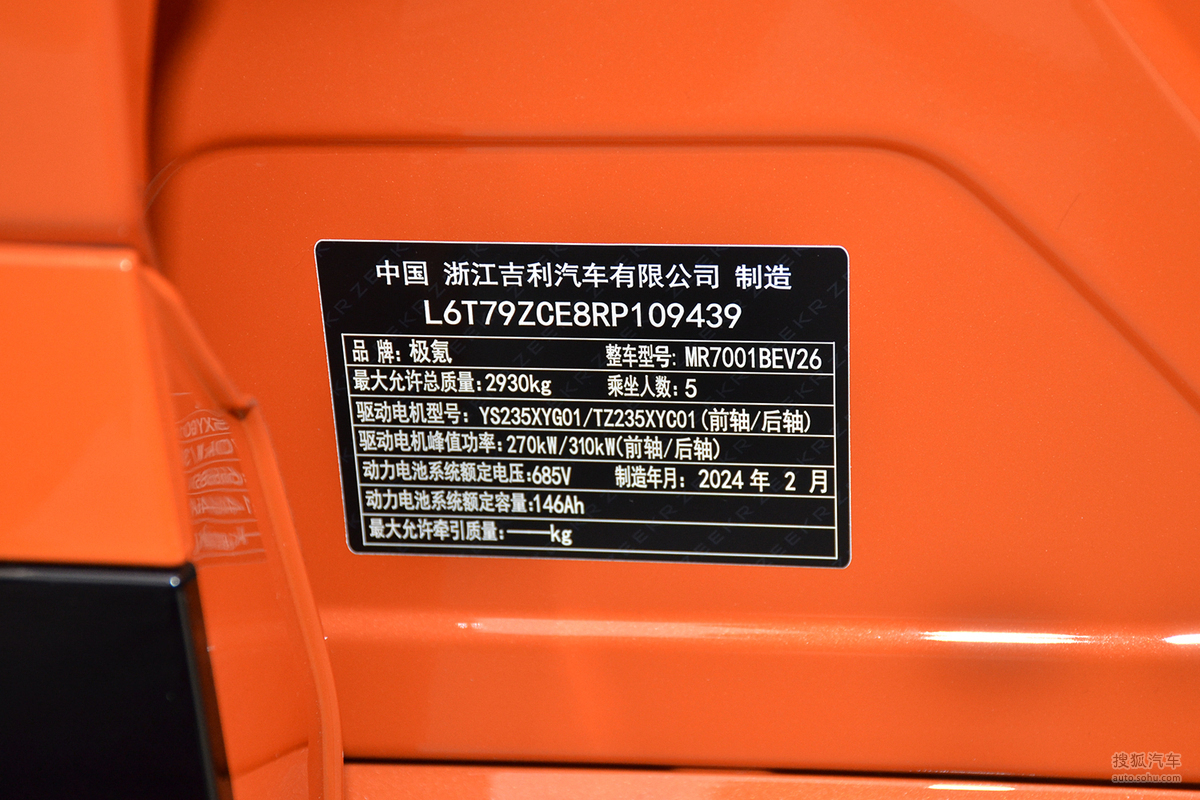 中国 浙江吉利汽车有限公司 制造
L6T79ZCE8RP109439
品 牌: 极氪 整车型号: MR7001BEV26
最大允许总质量: 2930kg 乘坐人数: 5
驱动电机型号: YS235XYG01/TZ235XYC01(前轴/后轴)
驱动电机峰值功率: 270kW/310kW(前轴/后轴)
动力电池系统额定电压: 685V 制造年月: 2024 年 2 月
动力电池系统额定容量: 146Ah
最大允许牵引质量: ——kg
搜狐汽车
auto.sohu.com